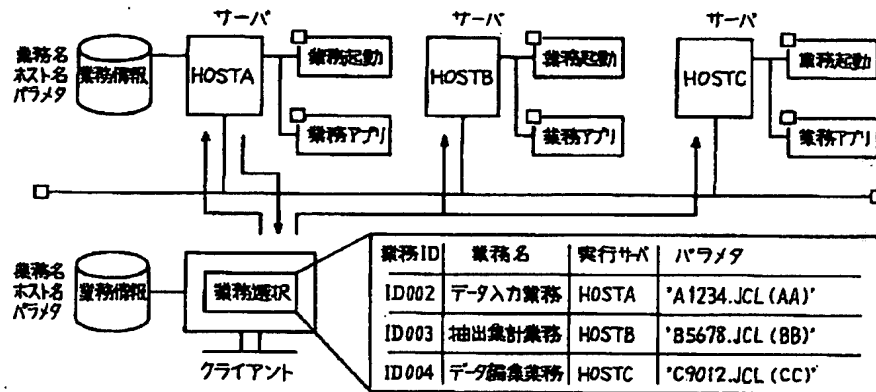 サーバ
サーバ
サーバ
業務名
ホスト名
パラメタ
業務情報
HOSTA
業務起動
業務アプリ
HOSTB
業務起動
業務アプリ
HOSTC
業務起動
業務アプリ
業務名
ホスト名
パラメタ
業務情報
業務選択
クライアント
業務ID 業務名 実行サーバ パラメタ
ID002 データ入力業務 HOSTA "A1234.JCL(AA)"
ID003 抽出集計業務 HOSTB "B5678.JCL(BB)"
ID004 データ編集業務 HOSTC "C9012.JCL(CC)"